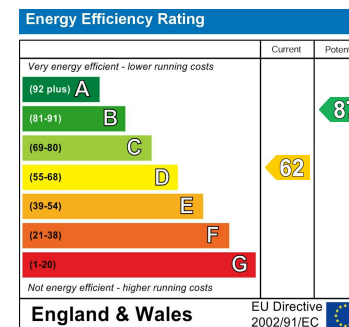 Energy Efficiency Rating
Current
Very energy efficient - lower running costs
(92 plus) A
(81-91) B
(69-80) C
(55-68) D
62
(39-54) E
(21-38) F
(1-20) G
Not energy efficient - higher running costs
England & Wales
EU Directive
2002/91/EC